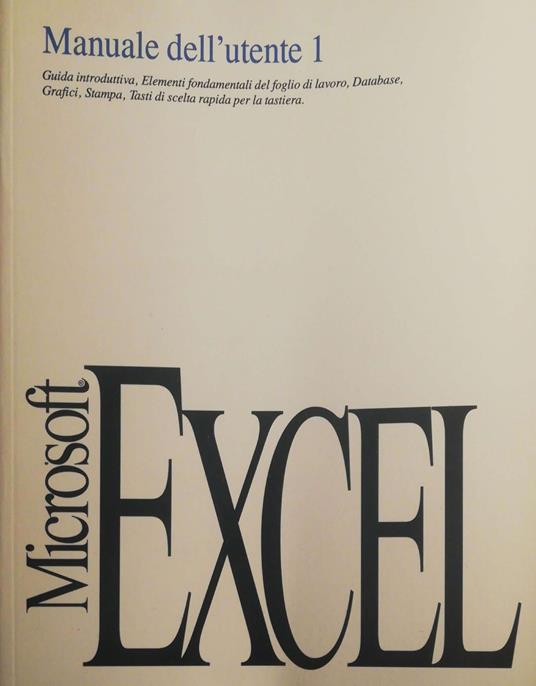 Manuale dell'utente 1
Guida introduttiva, Elementi fondamentali del foglio di lavoro, Database,
Grafici, Stampa, Tasti di scelta rapida per la tastiera.
Microsoft®
EXCEL